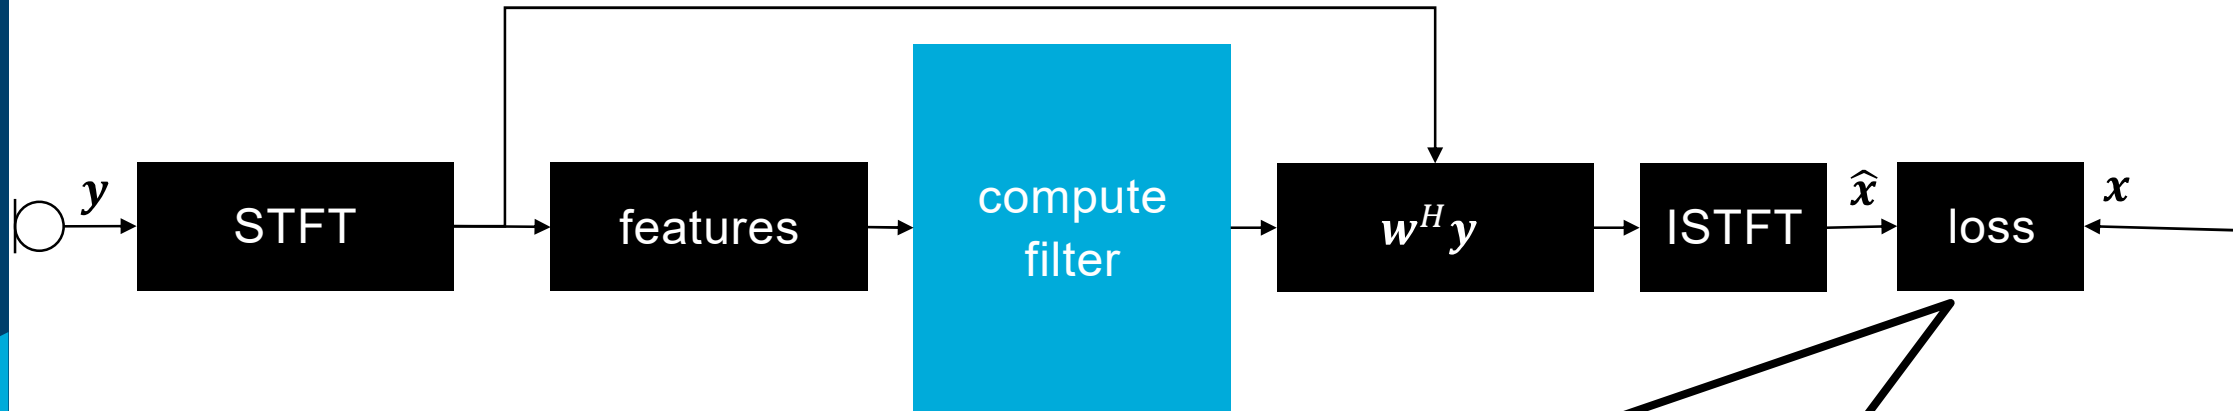 y
STFT
features
compute
filter
w^H y
ISTFT
x̂
loss
x